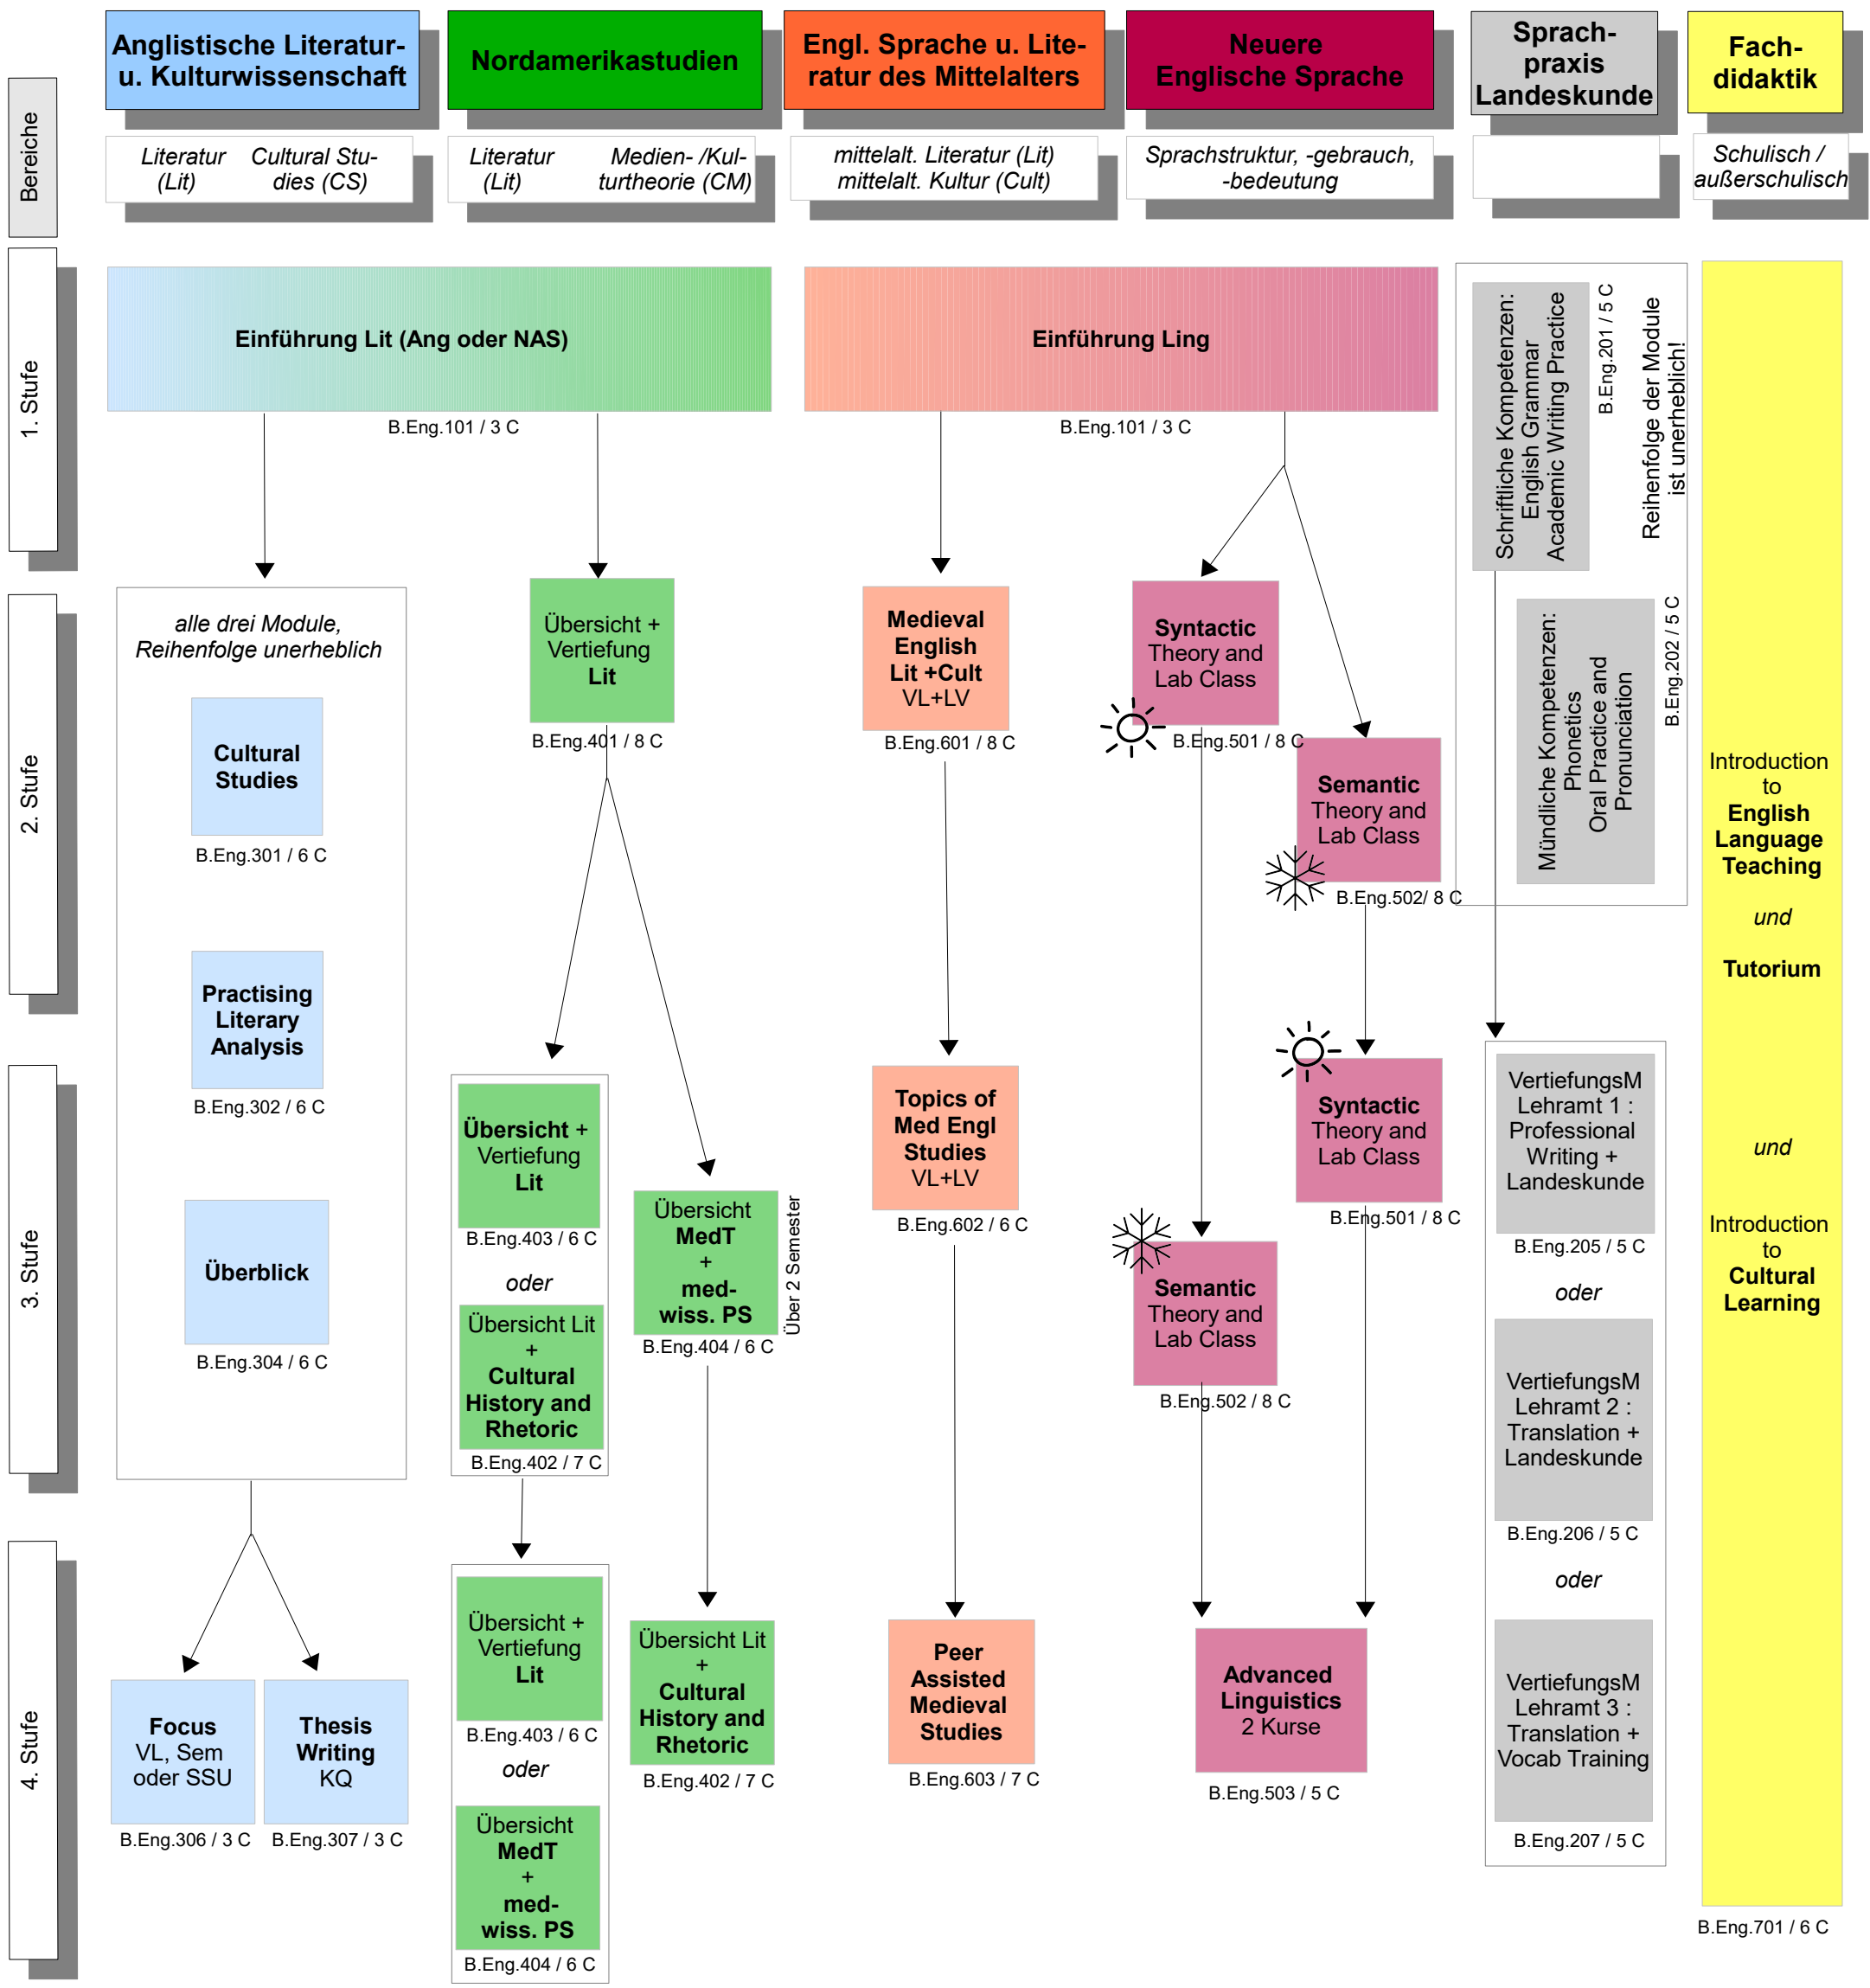 Anglistische Literatur-
u. Kulturwissenschaft
Nordamerikastudien
Engl. Sprache u. Lite-
ratur des Mittelalters
Neuere
Englische Sprache
Sprach-
praxis
Landeskunde
Fach-
didaktik
Bereiche
Literatur
(Lit)
Cultural Stu-
dies (CS)
Literatur
(Lit)
Medien- /Kul-
turtheorie (CM)
mittelalt. Literatur (Lit)
mittelalt. Kultur (Cult)
Sprachstruktur, -gebrauch,
-bedeutung
Schulisch /
außerschulisch
1. Stufe
Einführung Lit (Ang oder NAS)
B.Eng.101 / 3 C
Einführung Ling
B.Eng.101 / 3 C
Schriftliche Kompetenzen:
English Grammar
Academic Writing Practice
B.Eng.201 / 5 C
Reihenfolge der Module
ist unerheblich!
2. Stufe
alle drei Module,
Reihenfolge unerheblich
Cultural
Studies
B.Eng.301 / 6 C
Practising
Literary
Analysis
B.Eng.302 / 6 C
Überblick
B.Eng.304 / 6 C
Übersicht +
Vertiefung
Lit
B.Eng.401 / 8 C
Medieval
English
Lit +Cult
VL+LV
B.Eng.601 / 8 C
Syntactic
Theory and
Lab Class
B.Eng.501 / 8 C
Semantic
Theory and
Lab Class
B.Eng.502/ 8 C
Mündliche Kompetenzen:
Phonetics
Oral Practice and
Pronunciation
B.Eng.202 / 5 C
Introduction
to
English
Language
Teaching
und
Tutorium
und
Introduction
to
Cultural
Learning
3. Stufe
Übersicht +
Vertiefung
Lit
B.Eng.403 / 6 C
oder
Übersicht Lit
+
Cultural
History and
Rhetoric
B.Eng.402 / 7 C
Übersicht
MedT
+
med-
wiss. PS
Über 2 Semester
B.Eng.404 / 6 C
Topics of
Med Engl
Studies
VL+LV
B.Eng.602 / 6 C
Syntactic
Theory and
Lab Class
B.Eng.501 / 8 C
Semantic
Theory and
Lab Class
B.Eng.502 / 8 C
VertiefungsM
Lehramt 1 :
Professional
Writing +
Landeskunde
B.Eng.205 / 5 C
oder
VertiefungsM
Lehramt 2 :
Translation +
Landeskunde
B.Eng.206 / 5 C
oder
VertiefungsM
Lehramt 3 :
Translation +
Vocab Training
B.Eng.207 / 5 C
4. Stufe
Focus
VL, Sem
oder SSU
B.Eng.306 / 3 C
Thesis
Writing
KQ
B.Eng.307 / 3 C
Übersicht +
Vertiefung
Lit
B.Eng.403 / 6 C
oder
Übersicht
MedT
+
med-
wiss. PS
B.Eng.404 / 6 C
Übersicht Lit
+
Cultural
History and
Rhetoric
B.Eng.402 / 7 C
Peer
Assisted
Medieval
Studies
B.Eng.603 / 7 C
Advanced
Linguistics
2 Kurse
B.Eng.503 / 5 C
B.Eng.701 / 6 C